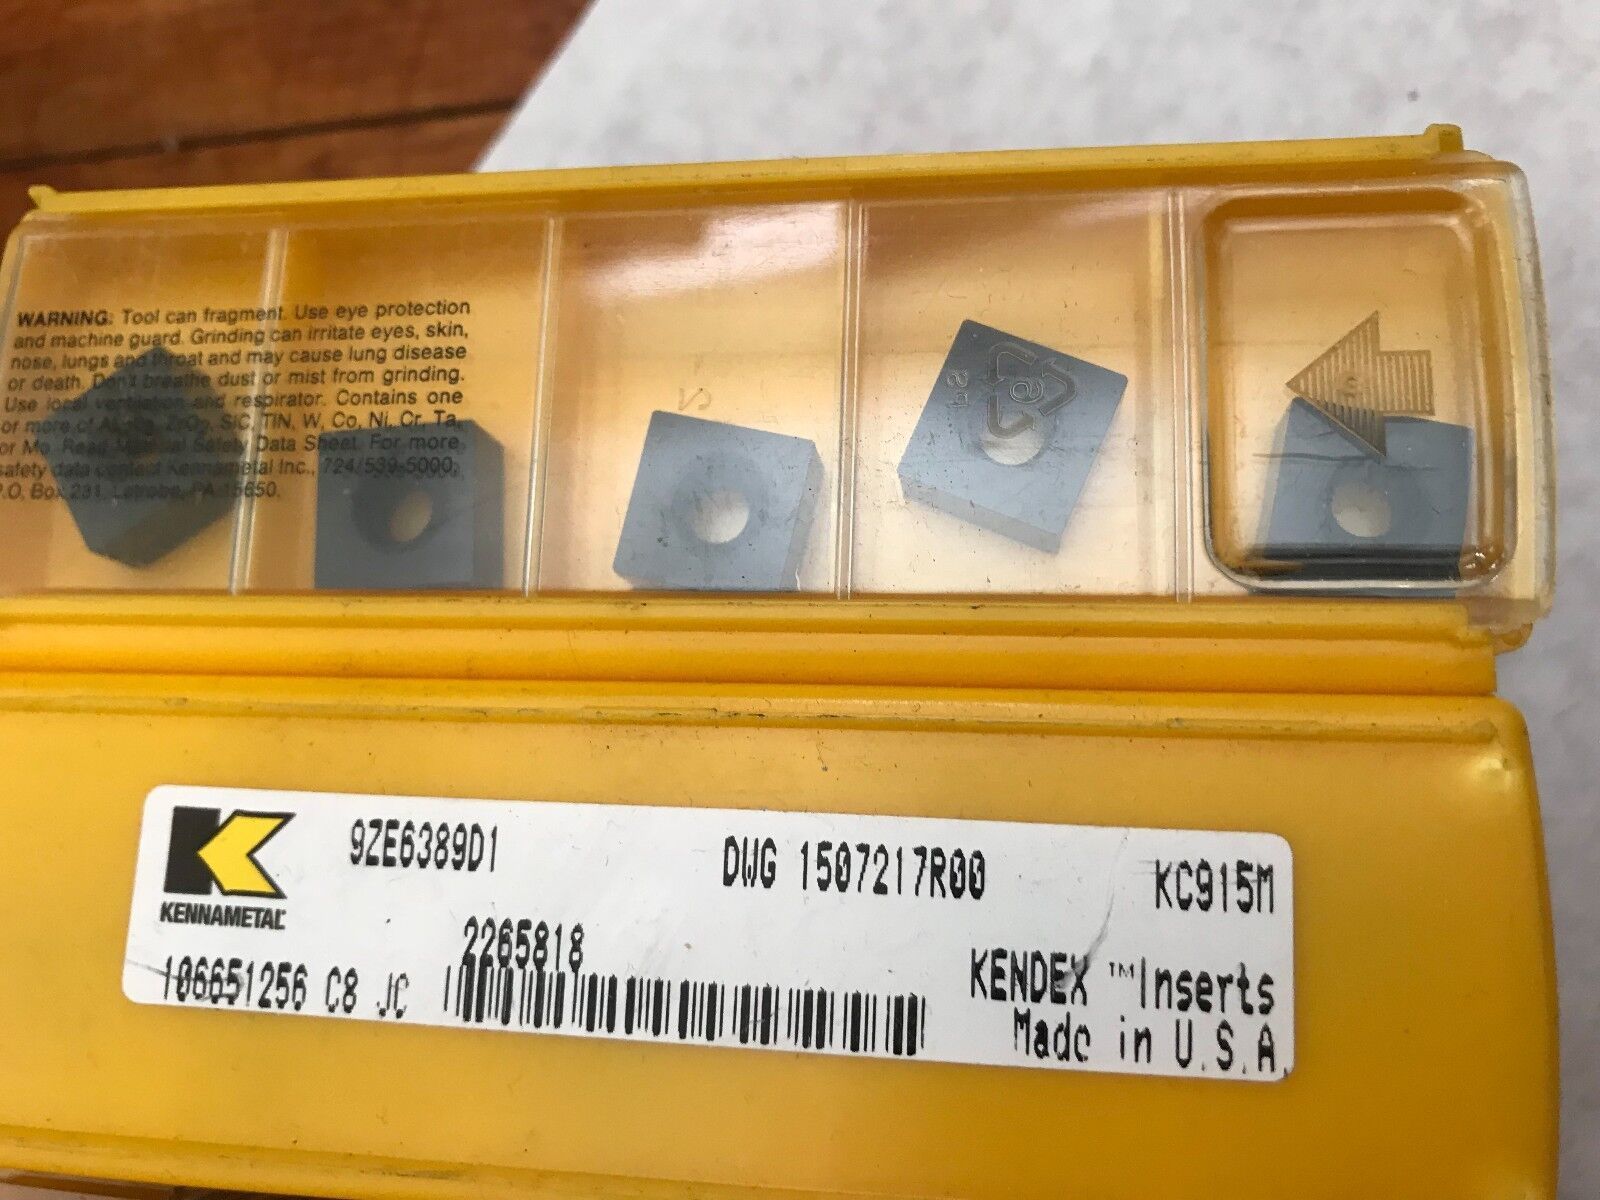 WARNING: Tool can fragment. Use eye protection
and machine guard. Grinding can irritate eyes, skin,
nose, lungs and throat and may cause lung disease
or death. Don't breathe dust or mist from grinding.
Use local ventilation and respirator. Contains one
or more of Al₂O₃, ZrO₂, SiC, TiN, W, Co, Ni, Cr, Ta,
or Mo. Read Material Safety Data Sheet. For more
safety data contact Kennametal Inc., 724/539-5000,
P.O. Box 231, Latrobe, PA 15650.
9ZE6389D1 DWG 1507217R00 KC915M
KENNAMETAL
2265818
106651256 C8 JC
KENDEX ™Inserts
Made in U.S.A